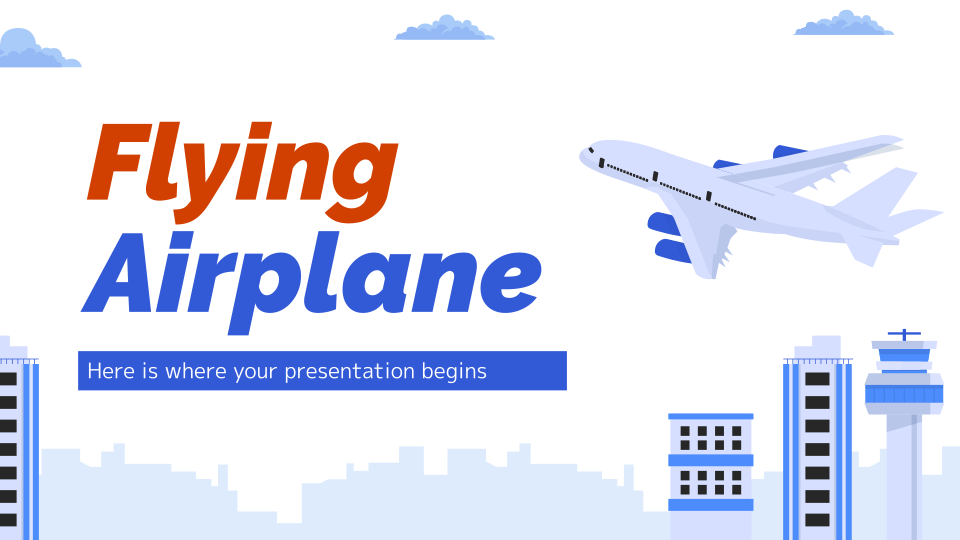 Flying
Airplane
Here is where your presentation begins